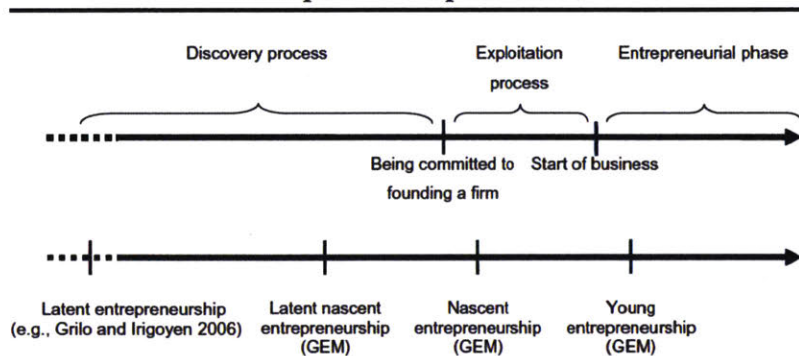 Discovery process
Exploitation
process
Entrepreneurial phase
Being committed to
founding a firm
Start of business
Latent entrepreneurship
(e.g., Grilo and Irigoyen 2006)
Latent nascent
entrepreneurship
(GEM)
Nascent
entrepreneurship
(GEM)
Young
entrepreneurship
(GEM)